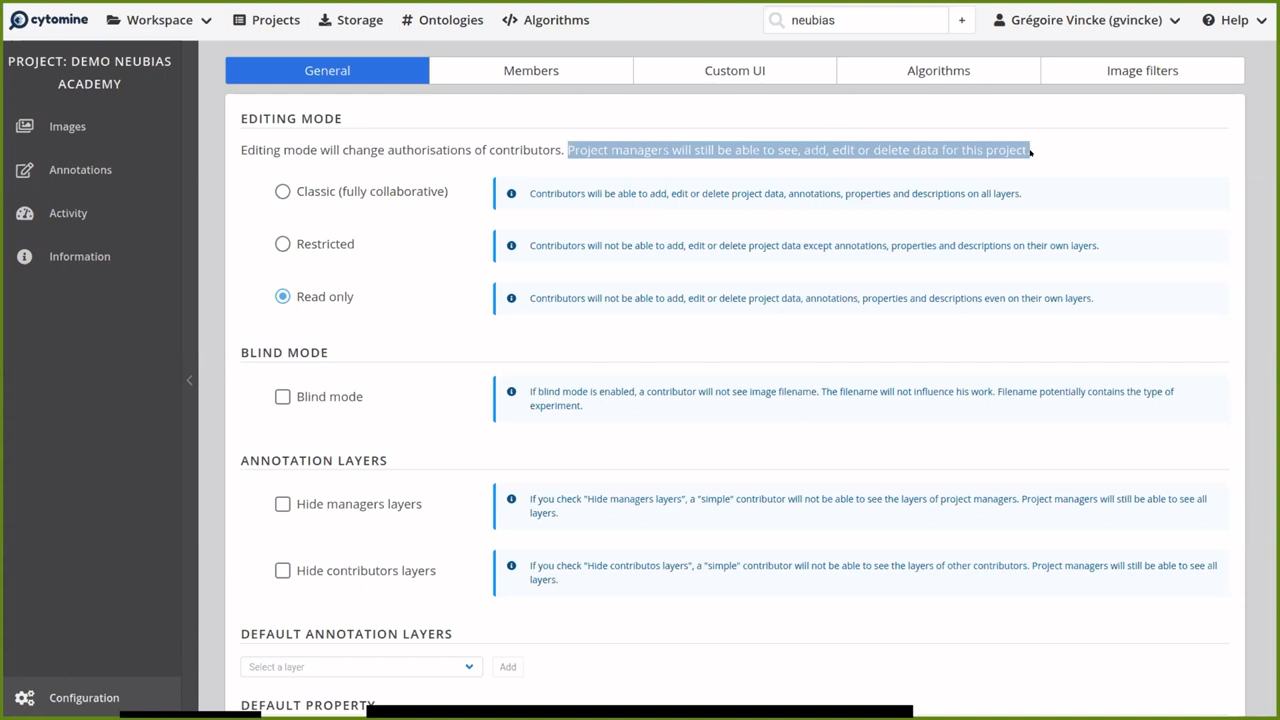 cytomine Workspace Projects Storage Ontologies Algorithms neubias + Grégoire Vincke (gvincke) Help
PROJECT: DEMO NEUBIAS
ACADEMY
Images
Annotations
Activity
Information
Configuration
General Members Custom UI Algorithms Image filters
EDITING MODE
Editing mode will change authorisations of contributors. Project managers will still be able to see, add, edit or delete data for this project.
Classic (fully collaborative)
Contributors will be able to add, edit or delete project data, annotations, properties and descriptions on all layers.
Restricted
Contributors will not be able to add, edit or delete project data except annotations, properties and descriptions on their own layers.
Read only
Contributors will not be able to add, edit or delete project data, annotations, properties and descriptions even on their own layers.
BLIND MODE
Blind mode
If blind mode is enabled, a contributor will not see image filename. The filename will not influence his work. Filename potentially contains the type of
experiment.
ANNOTATION LAYERS
Hide managers layers
If you check "Hide managers layers", a "simple" contributor will not be able to see the layers of project managers. Project managers will still be able to see all
layers.
Hide contributors layers
If you check "Hide contributos layers", a "simple" contributor will not be able to see the layers of other contributors. Project managers will still be able to see all
layers.
DEFAULT ANNOTATION LAYERS
Select a layer Add
DEFAULT PROPERTY